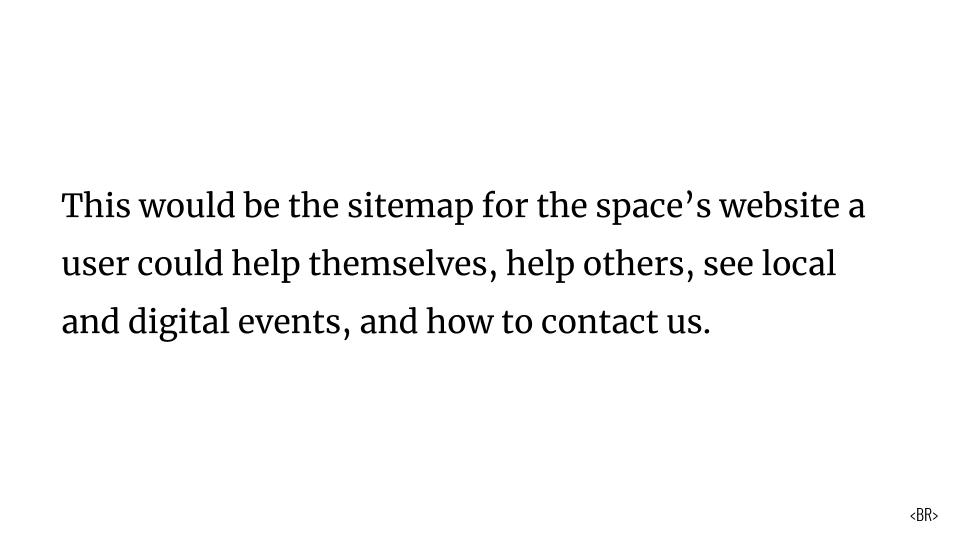 This would be the sitemap for the space’s website a
user could help themselves, help others, see local
and digital events, and how to contact us.
<BR>